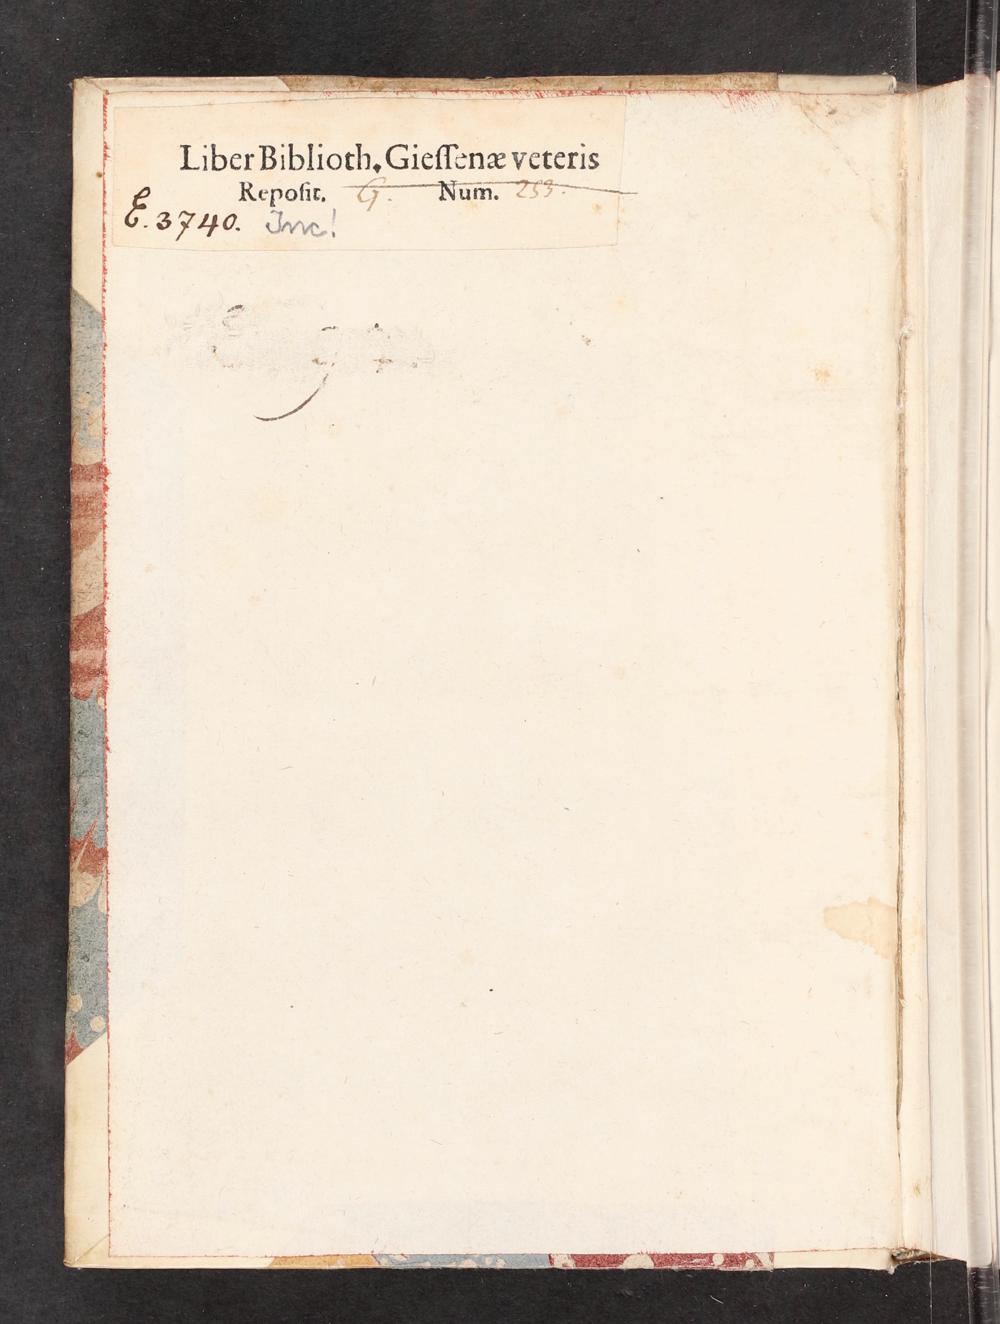 Liber Biblioth. Gieſſenæ veteris
Repoſit. G. Num. 253.
E. 3740. Inc!